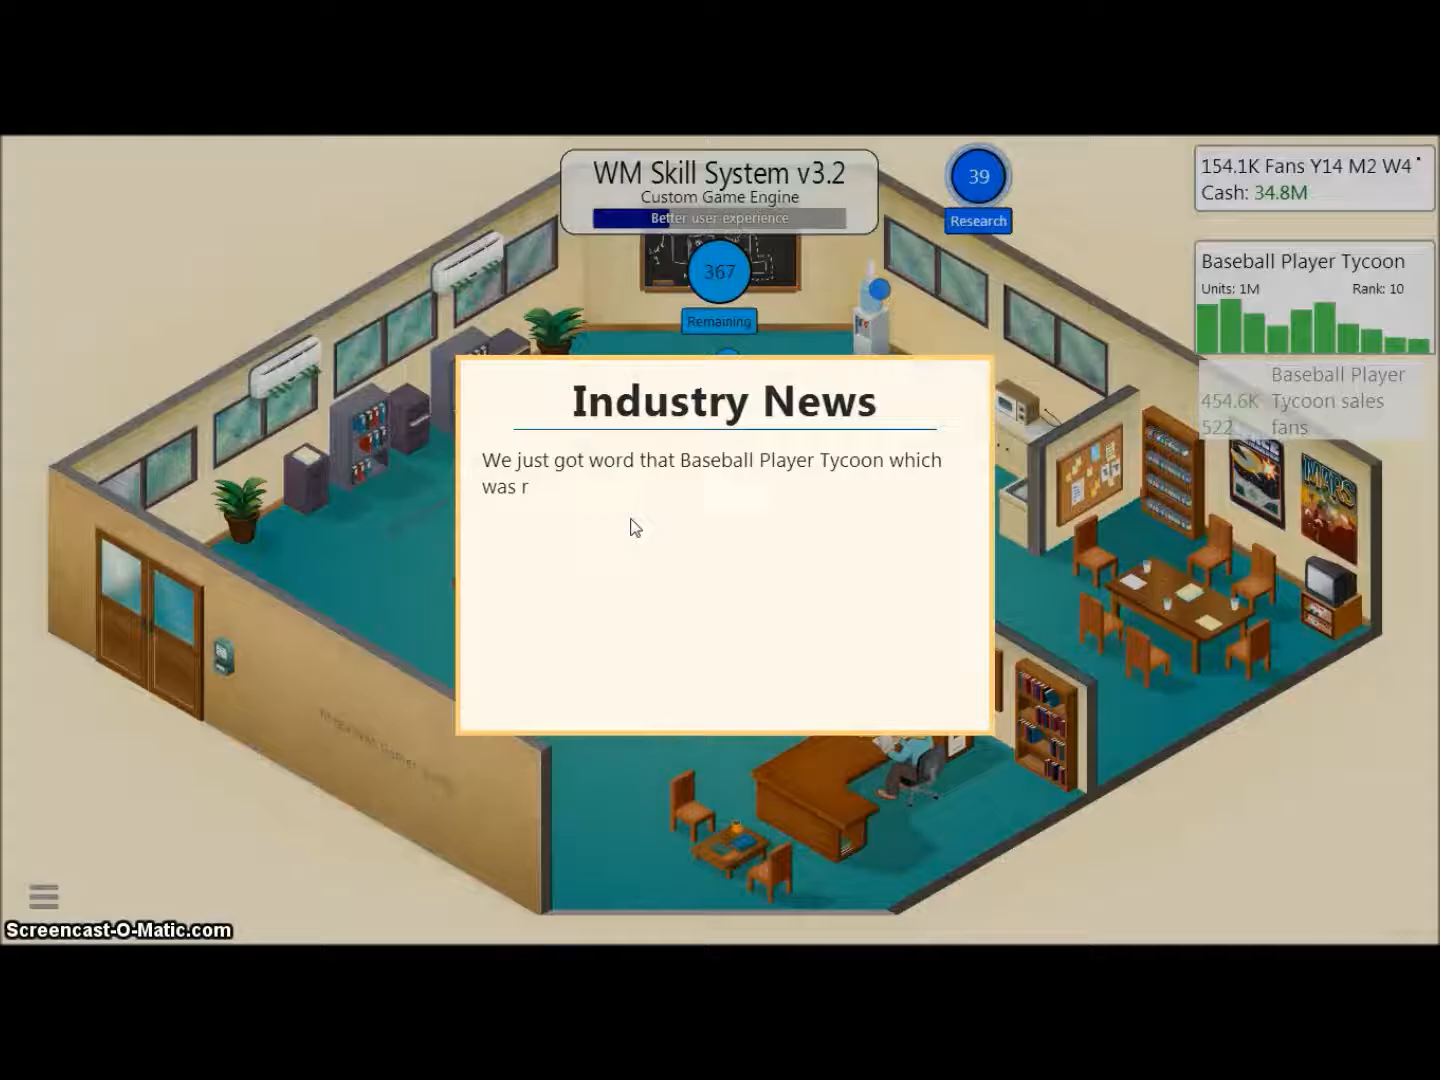 WM Skill System v3.2
Custom Game Engine
Better user experience
39
Research
154.1K Fans Y14 M2 W4
Cash: 34.8M
367
Remaining
Baseball Player Tycoon
Units: 1M
Rank: 10
Baseball Player
454.6K Tycoon sales
522 fans
Industry News
We just got word that Baseball Player Tycoon which
was r
MARS
Screencast-O-Matic.com